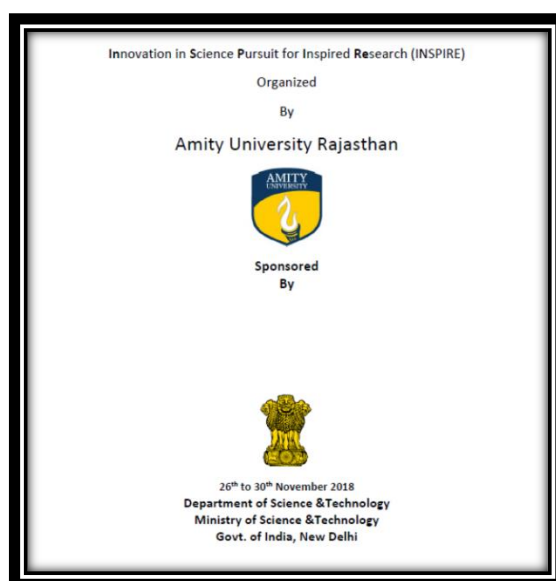 Innovation in Science Pursuit for Inspired Research (INSPIRE)
Organized
By
Amity University Rajasthan
AMITY
UNIVERSITY
Sponsored
By
26th to 30th November 2018
Department of Science &Technology
Ministry of Science &Technology
Govt. of India, New Delhi